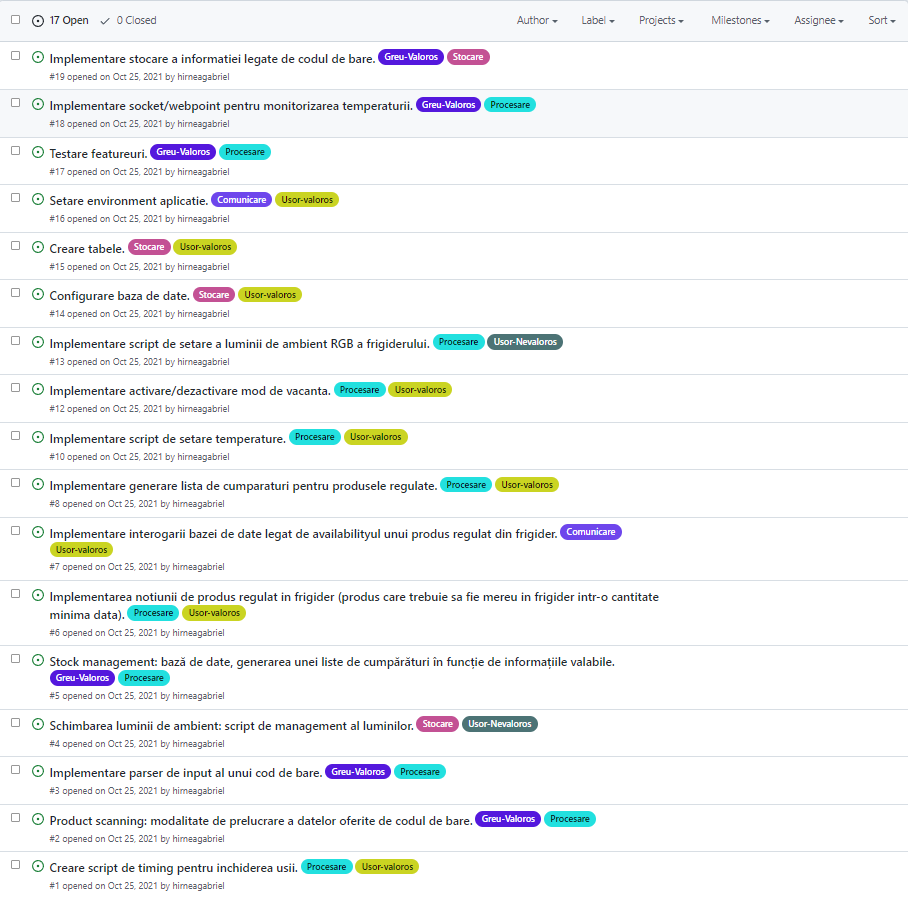 17 Open 0 Closed Author Label Projects Milestones Assignee Sort
Implementare stocare a informatiei legate de codul de bare. Greu-Valoros Stocare
#19 opened on Oct 25, 2021 by hirneagabriel
Implementare socket/webpoint pentru monitorizarea temperaturii. Greu-Valoros Procesare
#18 opened on Oct 25, 2021 by hirneagabriel
Testare featureuri. Greu-Valoros Procesare
#17 opened on Oct 25, 2021 by hirneagabriel
Setare environment aplicatie. Comunicare Usor-valoros
#16 opened on Oct 25, 2021 by hirneagabriel
Creare tabele. Stocare Usor-valoros
#15 opened on Oct 25, 2021 by hirneagabriel
Configurare baza de date. Stocare Usor-valoros
#14 opened on Oct 25, 2021 by hirneagabriel
Implementare script de setare a luminii de ambient RGB a frigiderului. Procesare Usor-Nevaloros
#13 opened on Oct 25, 2021 by hirneagabriel
Implementare activare/dezactivare mod de vacanta. Procesare Usor-valoros
#12 opened on Oct 25, 2021 by hirneagabriel
Implementare script de setare temperature. Procesare Usor-valoros
#10 opened on Oct 25, 2021 by hirneagabriel
Implementare generare lista de cumparaturi pentru produsele regulate. Procesare Usor-valoros
#8 opened on Oct 25, 2021 by hirneagabriel
Implementare interogarii bazei de date legat de availabilityul unui produs regulat din frigider. Comunicare
Usor-valoros
#7 opened on Oct 25, 2021 by hirneagabriel
Implementarea notiunii de produs regulat in frigider (produs care trebuie sa fie mereu in frigider intr-o cantitate
minima data). Procesare Usor-valoros
#6 opened on Oct 25, 2021 by hirneagabriel
Stock management: bază de date, generarea unei liste de cumpărături în funcție de informațiile valabile.
Greu-Valoros Procesare
#5 opened on Oct 25, 2021 by hirneagabriel
Schimbarea luminii de ambient: script de management al luminilor. Stocare Usor-Nevaloros
#4 opened on Oct 25, 2021 by hirneagabriel
Implementare parser de input al unui cod de bare. Greu-Valoros Procesare
#3 opened on Oct 25, 2021 by hirneagabriel
Product scanning: modalitate de prelucrare a datelor oferite de codul de bare. Greu-Valoros Procesare
#2 opened on Oct 25, 2021 by hirneagabriel
Creare script de timing pentru inchiderea usii. Procesare Usor-valoros
#1 opened on Oct 25, 2021 by hirneagabriel